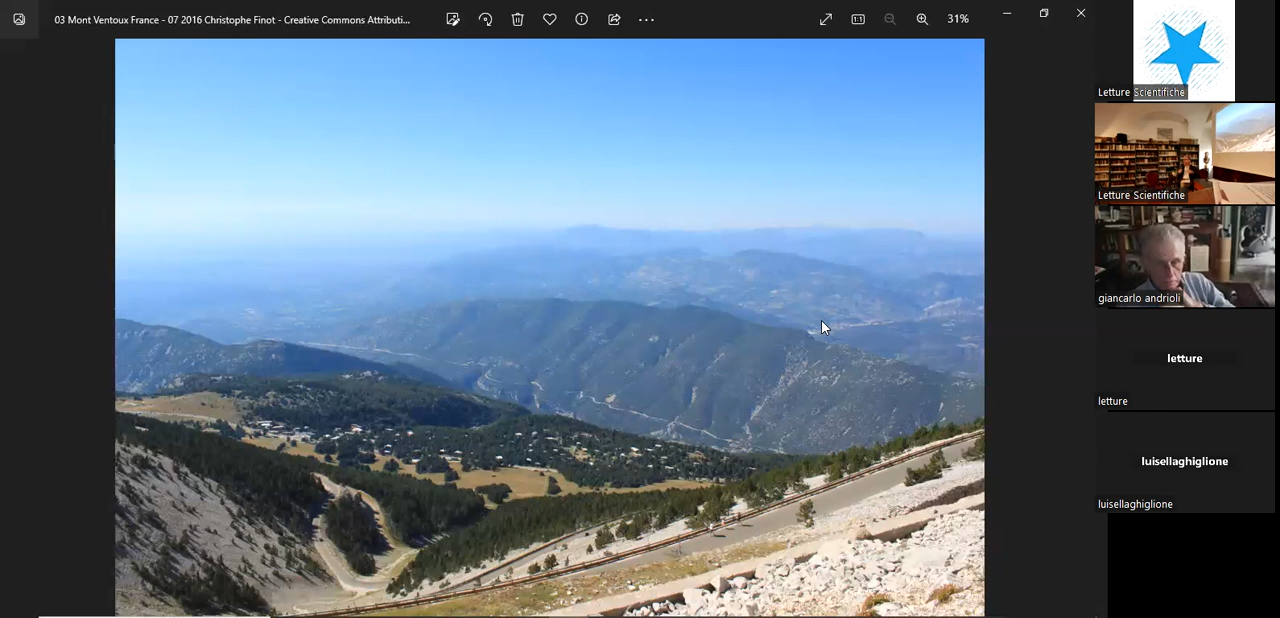 03 Mont Ventoux France - 07 2016 Christophe Finot - Creative Commons Attributi...
31%
Letture Scientifiche
Letture Scientifiche
giancarlo andrioli
letture
letture
luisellaghiglione
luisellaghiglione